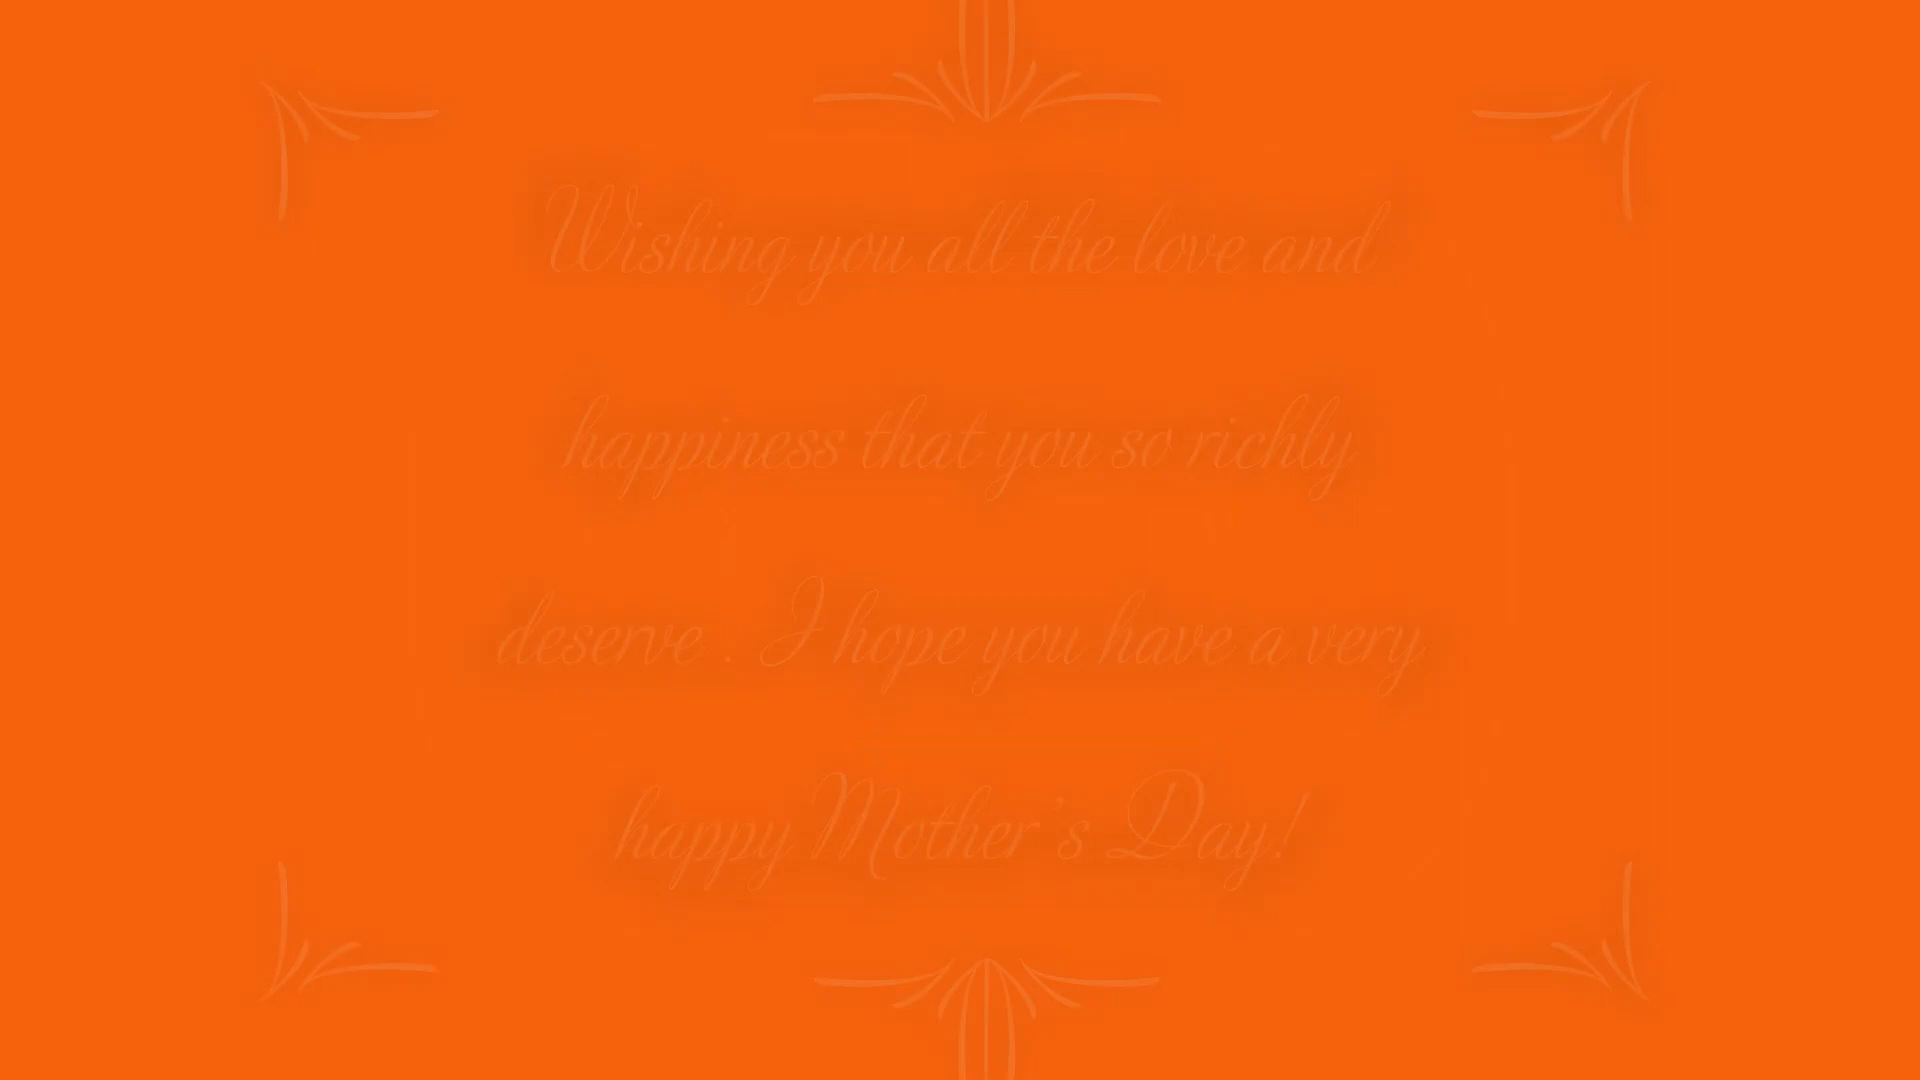 Wishing you all the love and
happiness that you so richly
deserve . I hope you have a very
happy Mother's Day!